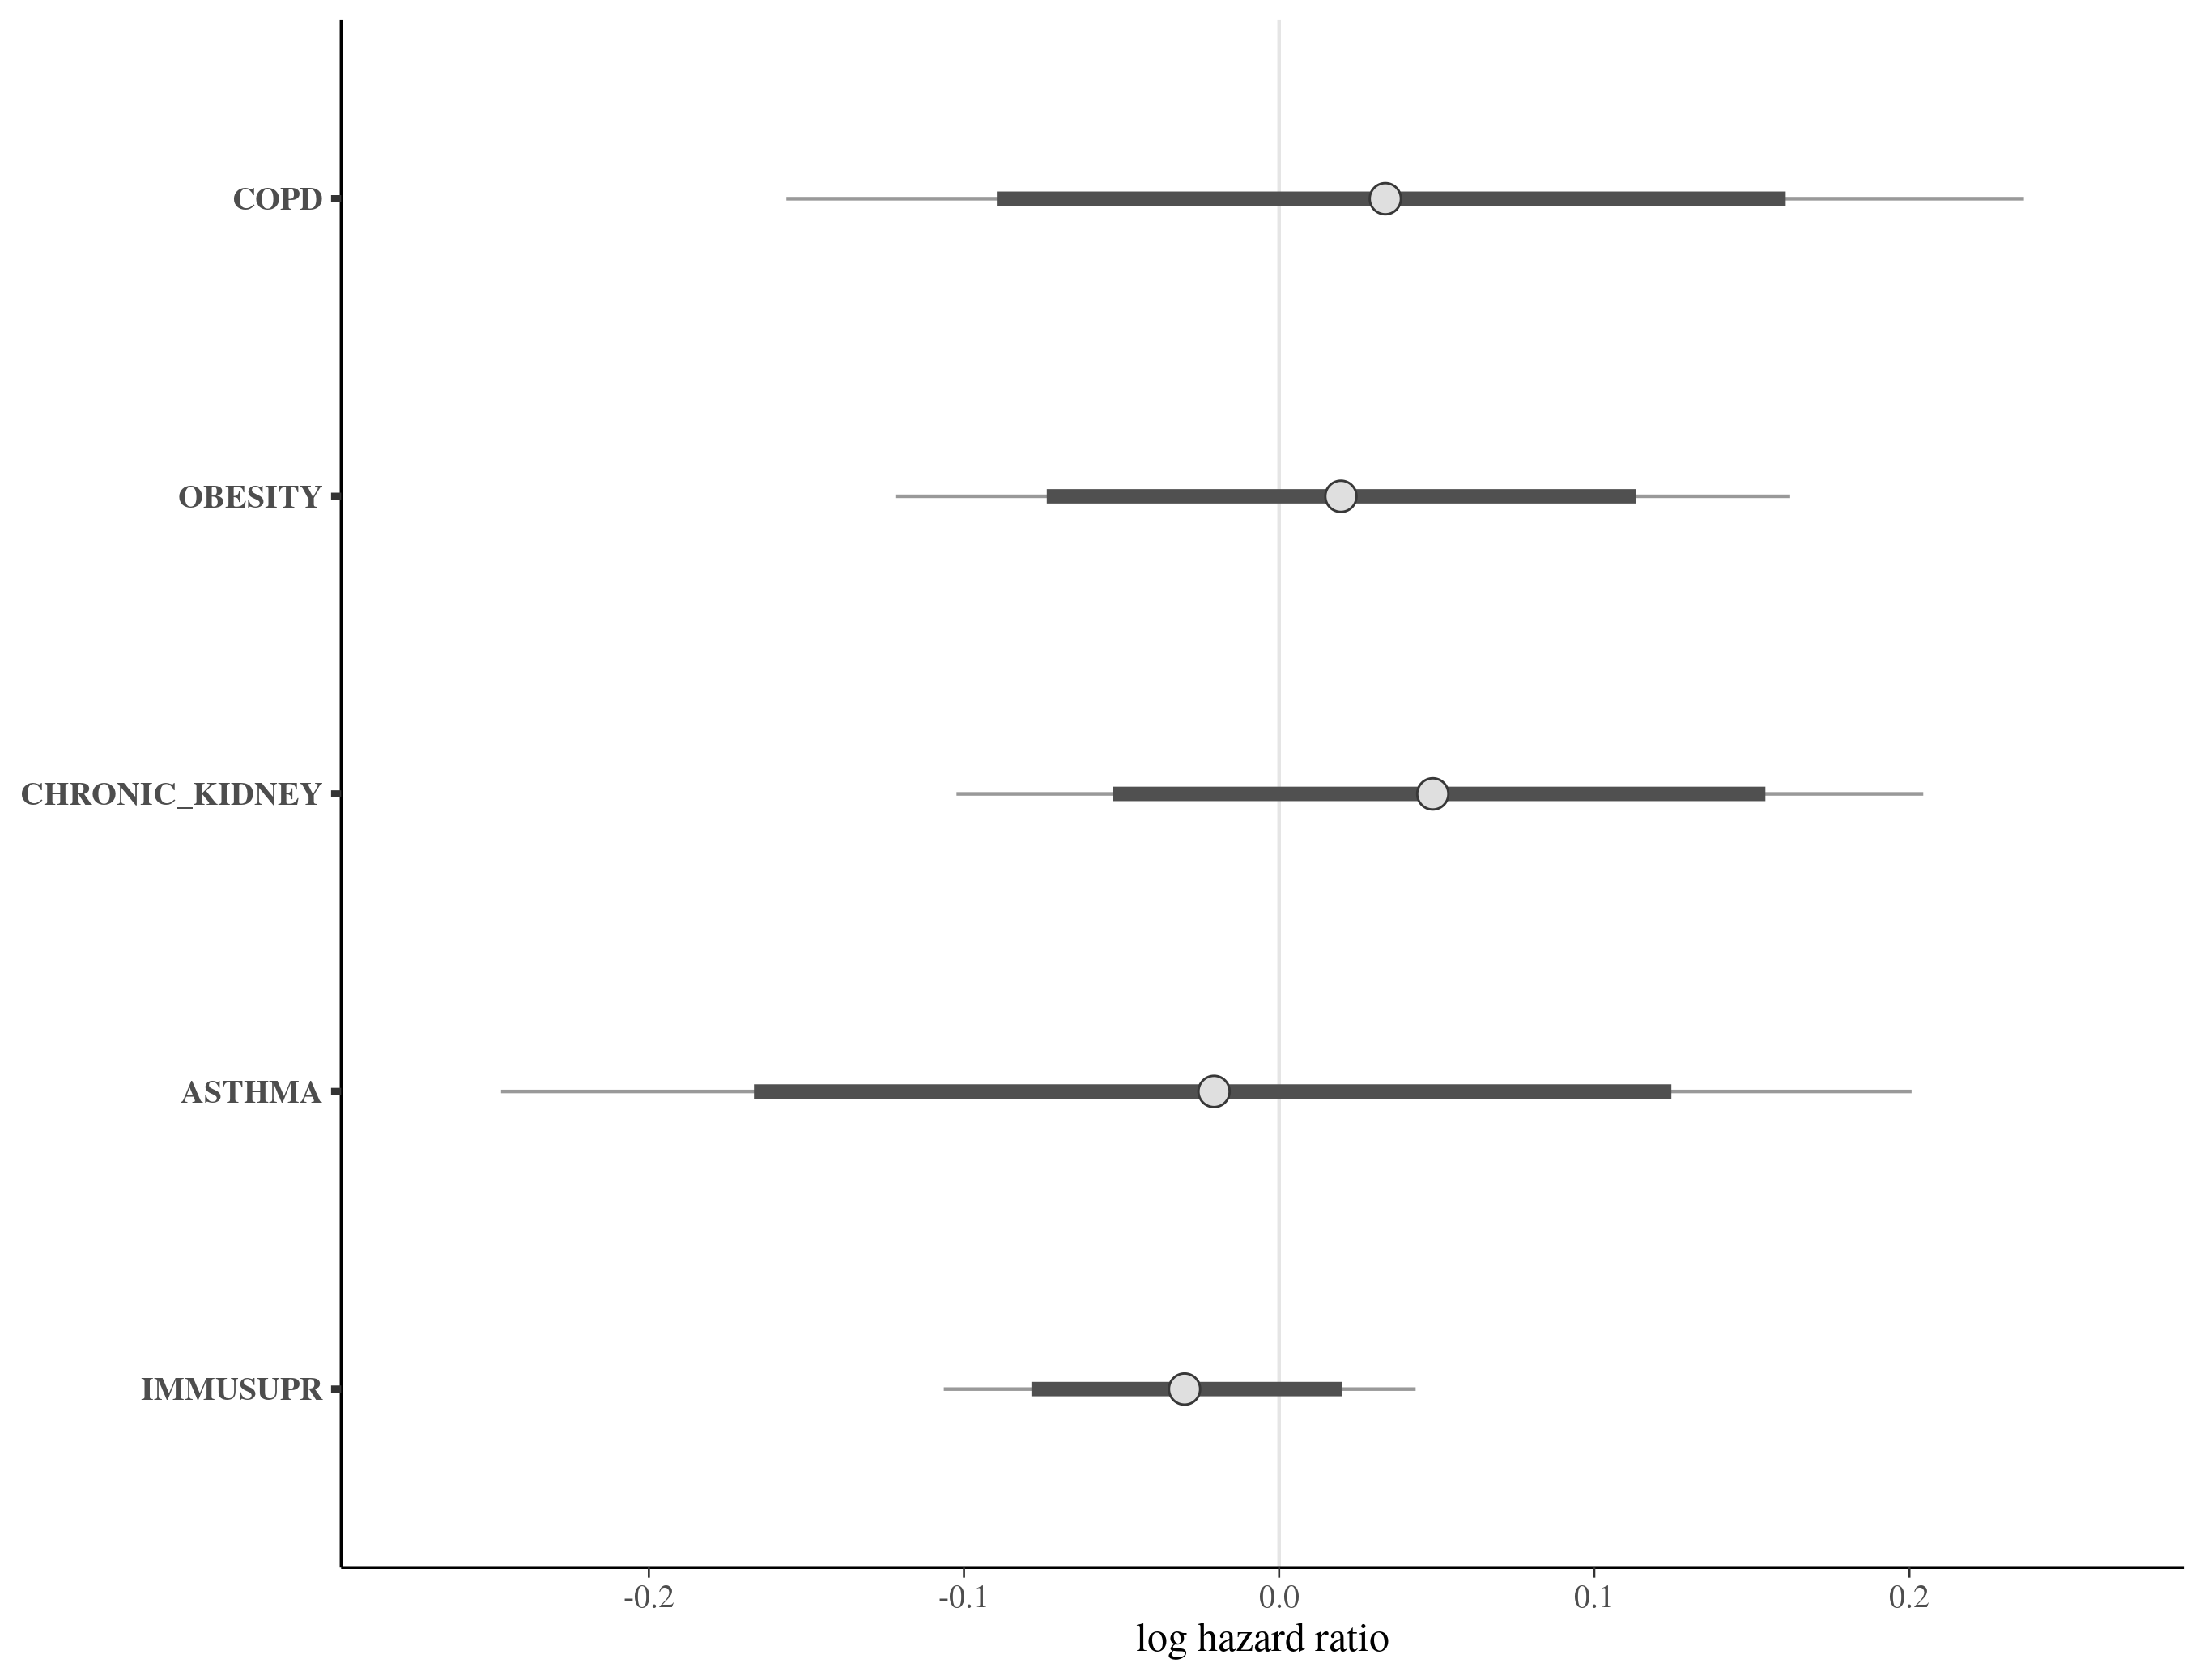 COPD
OBESITY
CHRONIC_KIDNEY
ASTHMA
IMMUSUPR
-0.2 -0.1 0.0 0.1 0.2
log hazard ratio